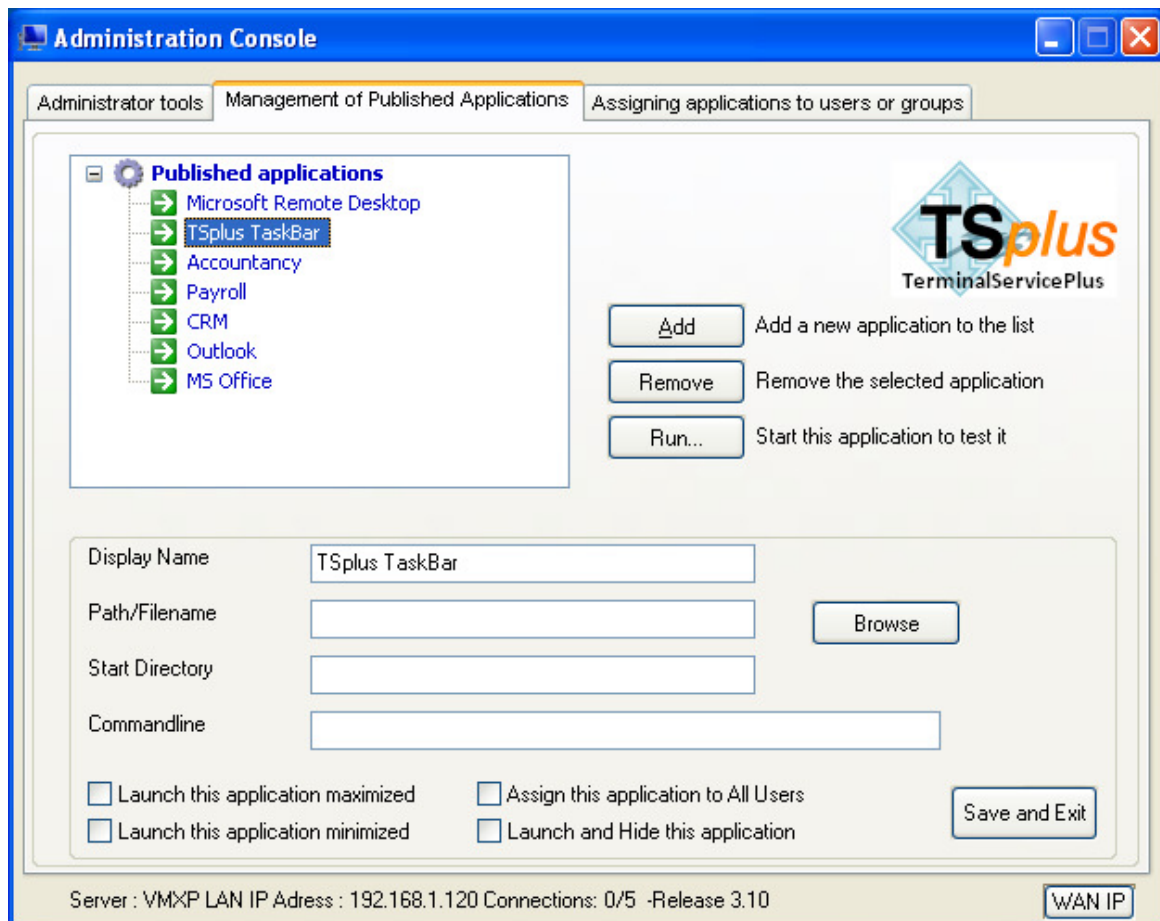 Administration Console
Administrator tools
Management of Published Applications
Assigning applications to users or groups
Published applications
Microsoft Remote Desktop
TSplus TaskBar
Accountancy
Payroll
CRM
Outlook
MS Office
TSplus
TerminalServicePlus
Add Add a new application to the list
Remove Remove the selected application
Run... Start this application to test it
Display Name TSplus TaskBar
Path/Filename Browse
Start Directory
Commandline
Launch this application maximized Assign this application to All Users
Launch this application minimized Launch and Hide this application
Save and Exit
Server : VMXP LAN IP Adress : 192.168.1.120 Connections: 0/5 -Release 3.10 WAN IP